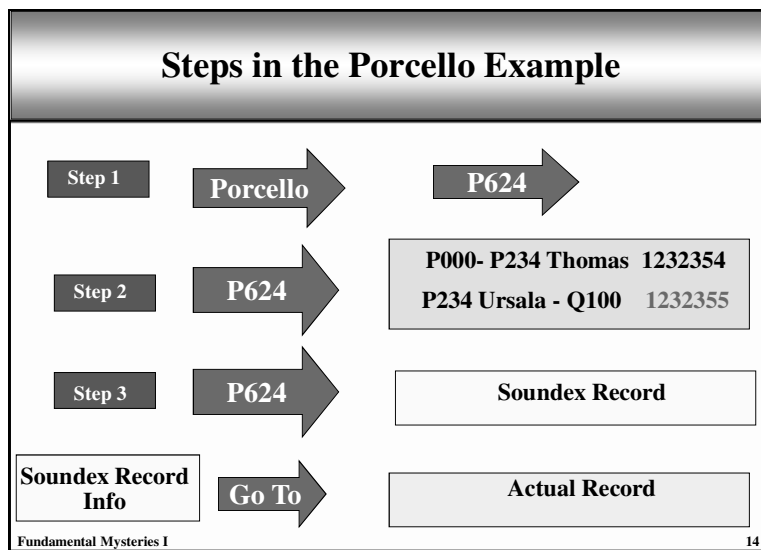 Steps in the Porcello Example
Step 1
Porcello
P624
Step 2
P624
P000- P234 Thomas 1232354
P234 Ursala - Q100 1232355
Step 3
P624
Soundex Record
Soundex Record
Info
Go To
Actual Record
Fundamental Mysteries I
14